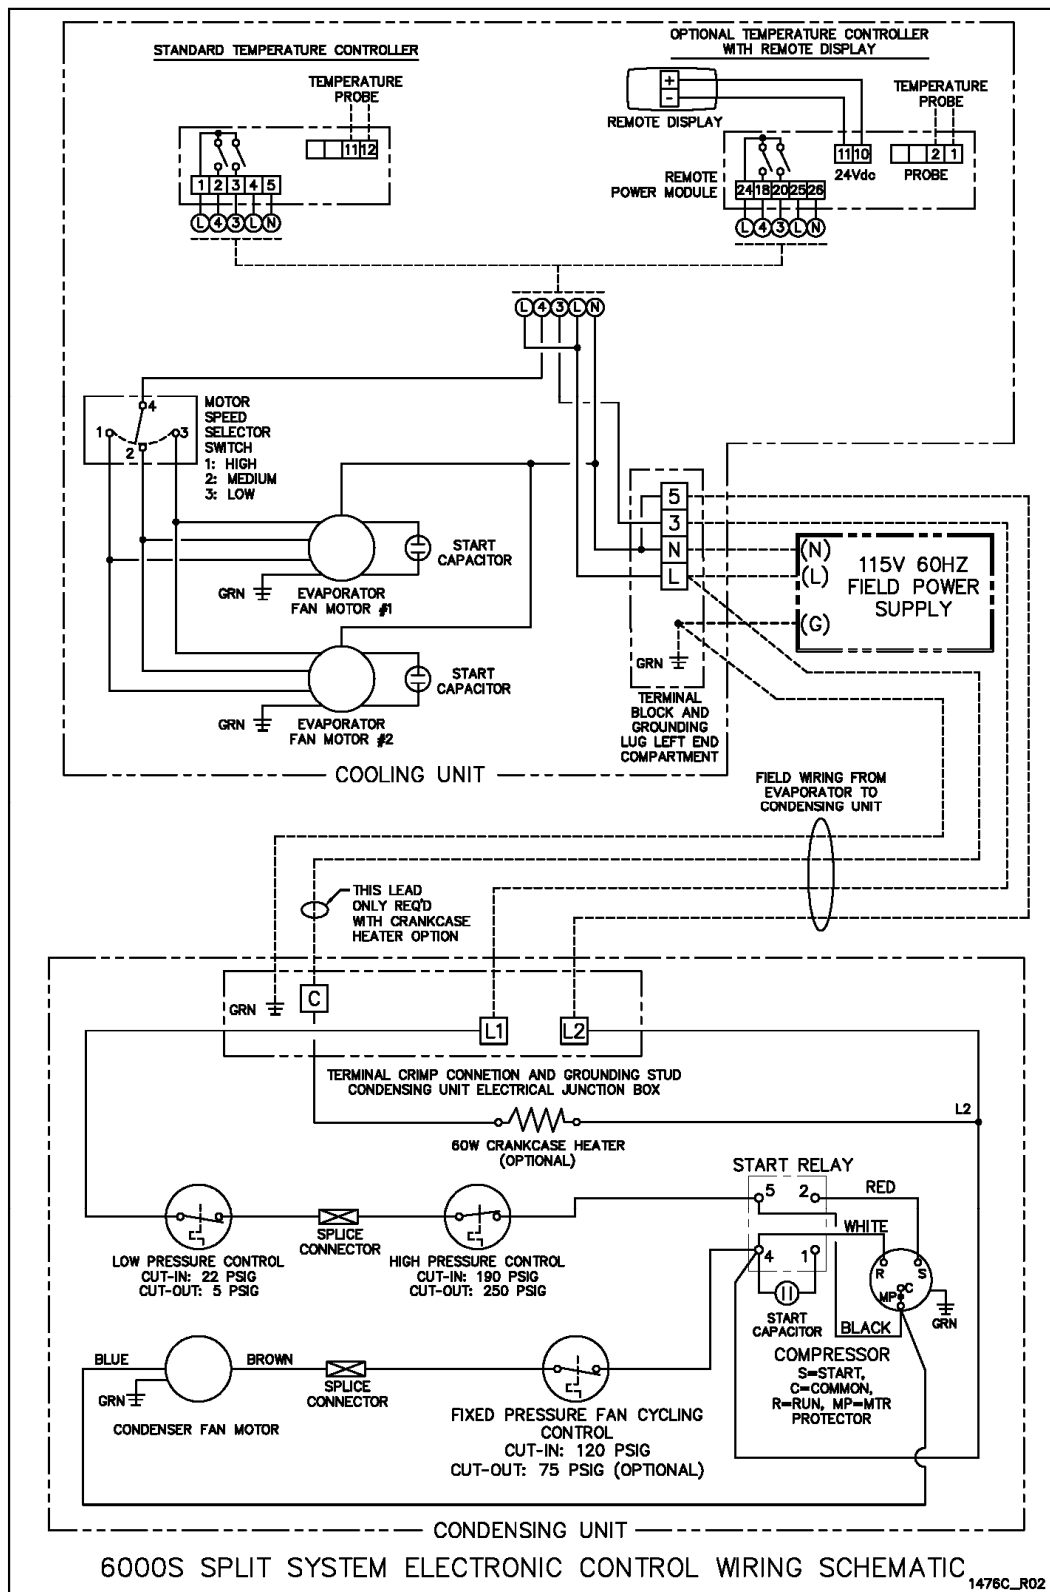 STANDARD TEMPERATURE CONTROLLER
TEMPERATURE
PROBE
11 12
1 2 3 4 5
L 4 3 L N
OPTIONAL TEMPERATURE CONTROLLER
WITH REMOTE DISPLAY
+
-
REMOTE DISPLAY
TEMPERATURE
PROBE
REMOTE
POWER MODULE
11 10
24Vdc
2 1
PROBE
24 18 20 25 26
L 4 3 L N
L 4 3 L N
4
1
2
3
MOTOR
SPEED
SELECTOR
SWITCH
1: HIGH
2: MEDIUM
3: LOW
START
CAPACITOR
GRN
EVAPORATOR
FAN MOTOR #1
START
CAPACITOR
GRN
EVAPORATOR
FAN MOTOR #2
5
3
N
L
GRN
TERMINAL
BLOCK AND
GROUNDING
LUG LEFT END
COMPARTMENT
(N)
(L)
(G)
115V 60HZ
FIELD POWER
SUPPLY
COOLING UNIT
FIELD WIRING FROM
EVAPORATOR TO
CONDENSING UNIT
THIS LEAD
ONLY REQ'D
WITH CRANKCASE
HEATER OPTION
GRN
C
L1
L2
TERMINAL CRIMP CONNETION AND GROUNDING STUD
CONDENSING UNIT ELECTRICAL JUNCTION BOX
L2
60W CRANKCASE HEATER
(OPTIONAL)
START RELAY
5 2
RED
WHITE
4 1
LOW PRESSURE CONTROL
CUT-IN: 22 PSIG
CUT-OUT: 5 PSIG
SPLICE
CONNECTOR
HIGH PRESSURE CONTROL
CUT-IN: 190 PSIG
CUT-OUT: 250 PSIG
START
CAPACITOR
R S
C
MP
GRN
BLACK
COMPRESSOR
S=START,
C=COMMON,
R=RUN, MP=MTR
PROTECTOR
BLUE
BROWN
GRN
CONDENSER FAN MOTOR
SPLICE
CONNECTOR
FIXED PRESSURE FAN CYCLING
CONTROL
CUT-IN: 120 PSIG
CUT-OUT: 75 PSIG (OPTIONAL)
CONDENSING UNIT
6000S SPLIT SYSTEM ELECTRONIC CONTROL WIRING SCHEMATIC
1476C_R02